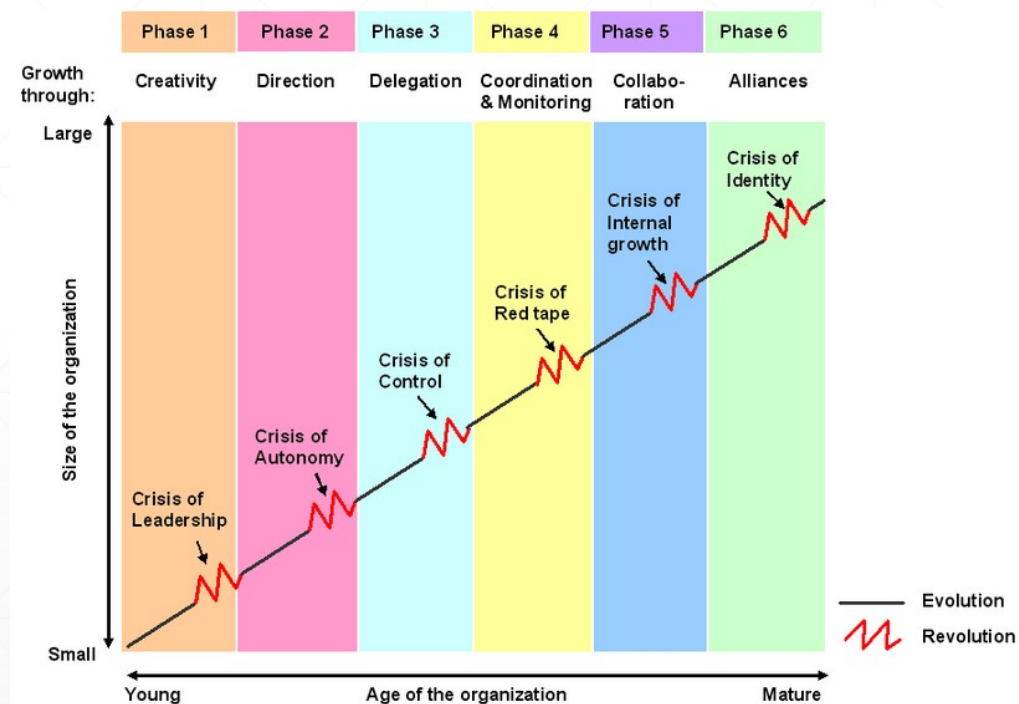 Phase 1
Phase 2
Phase 3
Phase 4
Phase 5
Phase 6
Growth
through:
Creativity
Direction
Delegation
Coordination
& Monitoring
Collabo-
ration
Alliances
Large
Crisis of
Identity
Crisis of
Internal
growth
Crisis of
Red tape
Crisis of
Control
Crisis of
Autonomy
Crisis of
Leadership
Size of the organization
Evolution
Revolution
Small
Young
Age of the organization
Mature